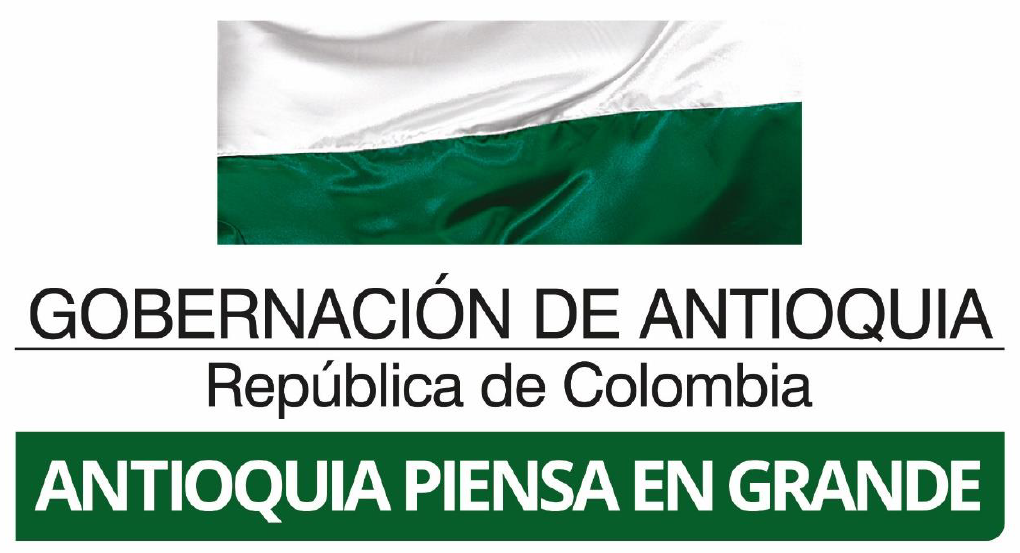 GOBERNACIÓN DE ANTIOQUIA
República de Colombia
ANTIOQUIA PIENSA EN GRANDE